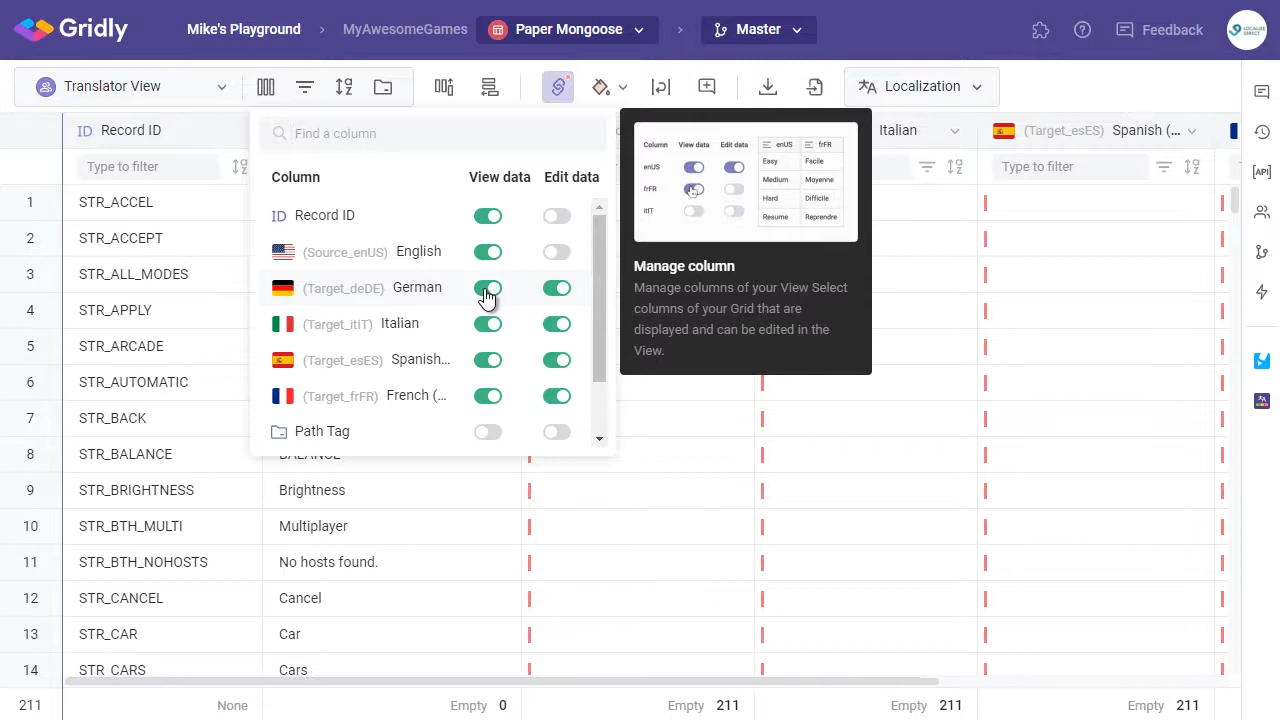 Gridly
Mike's Playground
MyAwesomeGames
Paper Mongoose
Master
Feedback
LOCALIZE
DIRECT
Translator View
Localization
ID Record ID
Italian
(Target_esES) Spanish (...
Type to filter
Type to filter
Find a column
Column View data Edit data
ID Record ID
(Source_enUS) English
(Target_deDE) German
(Target_itIT) Italian
(Target_esES) Spanish...
(Target_frFR) French (...
Path Tag
Column View data Edit data
enUS
frFR
itIT
enUS frFR
Easy Facile
Medium Moyenne
Hard Difficile
Resume Reprendre
Manage column
Manage columns of your View Select
columns of your Grid that are
displayed and can be edited in the
View.
[API]
1 STR_ACCEL
2 STR_ACCEPT
3 STR_ALL_MODES
4 STR_APPLY
5 STR_ARCADE
6 STR_AUTOMATIC
7 STR_BACK
8 STR_BALANCE BALANCE
9 STR_BRIGHTNESS Brightness
10 STR_BTH_MULTI Multiplayer
11 STR_BTH_NOHOSTS No hosts found.
12 STR_CANCEL Cancel
13 STR_CAR Car
14 STR_CARS Cars
211 None Empty 0 Empty 211 Empty 211 Empty 211